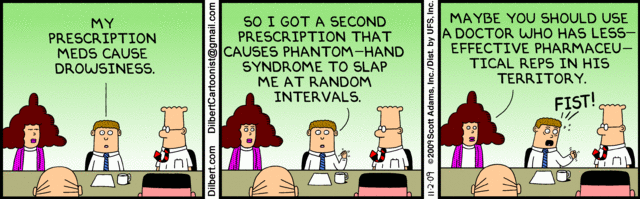 MY
PRESCRIPTION
MEDS CAUSE
DROWSINESS.
DilbertCartoonist@gmail.com
Dilbert.com
SO I GOT A SECOND
PRESCRIPTION THAT
CAUSES PHANTOM-HAND
SYNDROME TO SLAP
ME AT RANDOM
INTERVALS.
11-2-09 ©2009 Scott Adams, Inc./Dist. by UFS, Inc.
MAYBE YOU SHOULD USE
A DOCTOR WHO HAS LESS-
EFFECTIVE PHARMACEU-
TICAL REPS IN HIS
TERRITORY.
FIST!